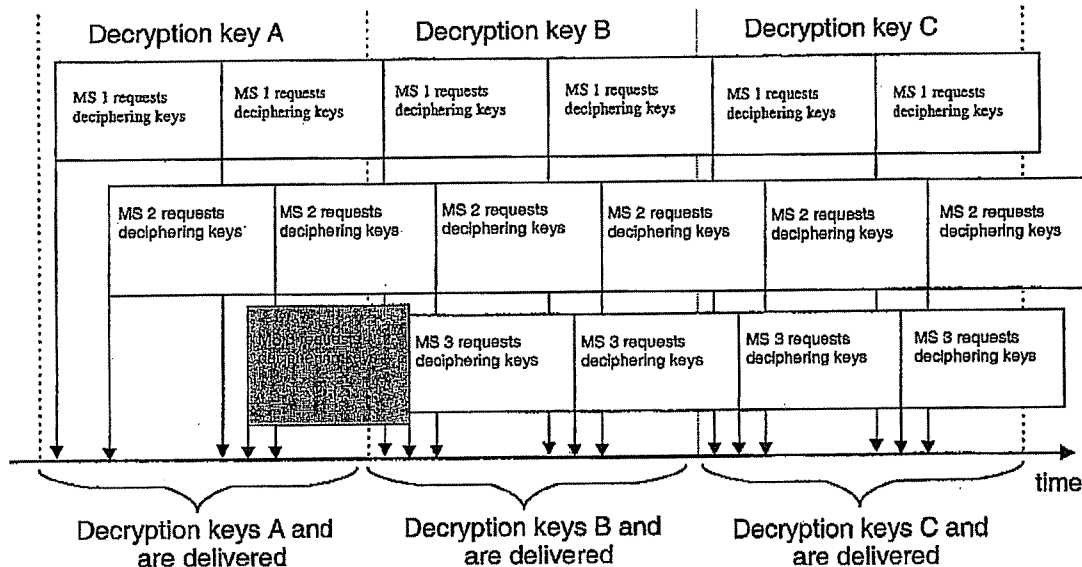 Decryption key A
Decryption key B
Decryption key C
MS 1 requests
deciphering keys
MS 1 requests
deciphering keys
MS 1 requests
deciphering keys
MS 1 requests
deciphering keys
MS 1 requests
deciphering keys
MS 1 requests
deciphering keys
MS 2 requests
deciphering keys
MS 2 requests
deciphering keys
MS 2 requests
deciphering keys
MS 2 requests
deciphering keys
MS 2 requests
deciphering keys
MS 2 requests
deciphering keys
MS 3 requests
deciphering keys
MS 3 requests
deciphering keys
MS 3 requests
deciphering keys
MS 3 requests
deciphering keys
time
Decryption keys A and
are delivered
Decryption keys B and
are delivered
Decryption keys C and
are delivered